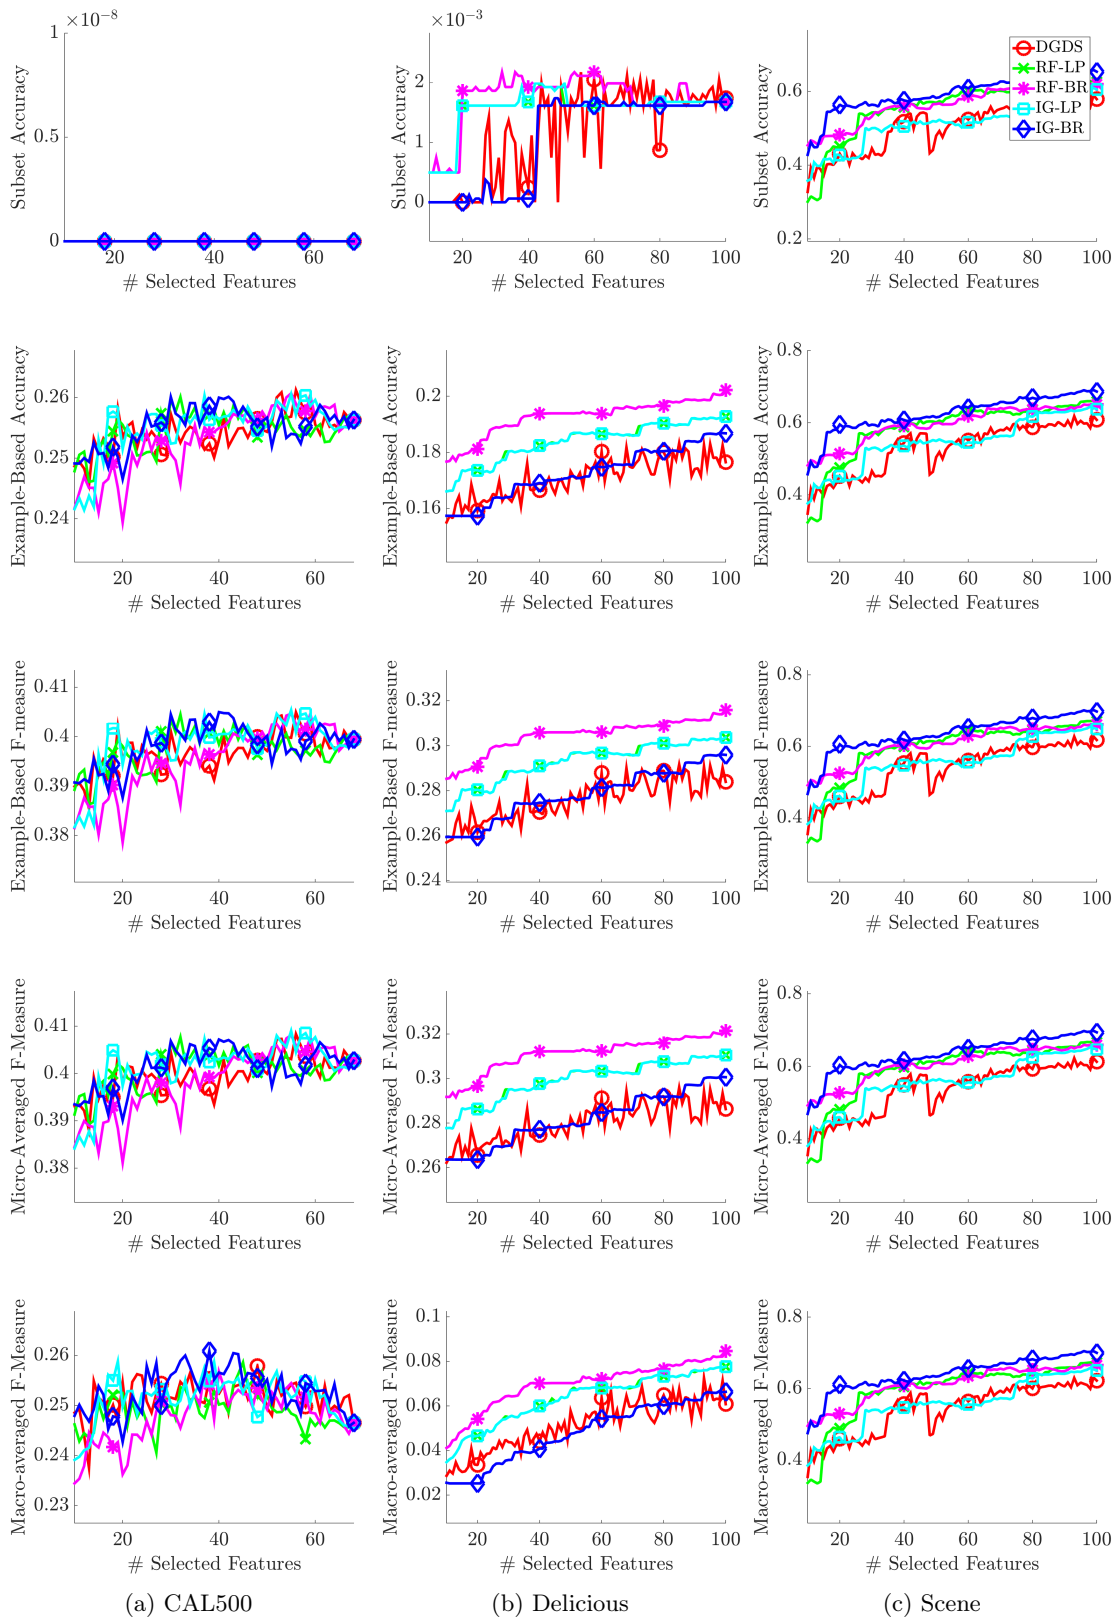 ×10⁻⁸
1
0.5
0
Subset Accuracy
20 40 60
# Selected Features
×10⁻³
2
1
0
Subset Accuracy
20 40 60 80 100
# Selected Features
DGDS
RF-LP
RF-BR
IG-LP
IG-BR
0.6
0.4
0.2
Subset Accuracy
20 40 60 80 100
# Selected Features
0.26
0.25
0.24
Example-Based Accuracy
20 40 60
# Selected Features
0.2
0.18
0.16
Example-Based Accuracy
20 40 60 80 100
# Selected Features
0.8
0.6
0.4
Example-Based Accuracy
20 40 60 80 100
# Selected Features
0.41
0.4
0.39
0.38
Example-Based F-measure
20 40 60
# Selected Features
0.32
0.3
0.28
0.26
0.24
Example-Based F-measure
20 40 60 80 100
# Selected Features
0.8
0.6
0.4
Example-Based F-Measure
20 40 60 80 100
# Selected Features
0.41
0.4
0.39
0.38
Micro-Averaged F-Measure
20 40 60
# Selected Features
0.32
0.3
0.28
0.26
Micro-Averaged F-Measure
20 40 60 80 100
# Selected Features
0.8
0.6
0.4
Micro-Averaged F-Measure
20 40 60 80 100
# Selected Features
0.26
0.25
0.24
0.23
Macro-averaged F-Measure
20 40 60
# Selected Features
0.1
0.08
0.06
0.04
0.02
Macro-averaged F-Measure
20 40 60 80 100
# Selected Features
0.8
0.6
0.4
Macro-averaged F-Measure
20 40 60 80 100
# Selected Features
(a) CAL500
(b) Delicious
(c) Scene